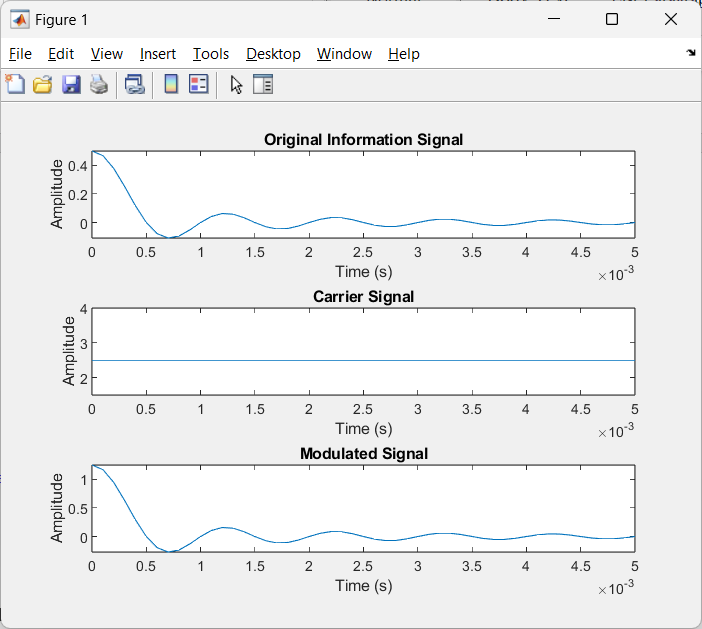 Figure 1
File Edit View Insert Tools Desktop Window Help
Original Information Signal
Amplitude
0.4
0.2
0
0 0.5 1 1.5 2 2.5 3 3.5 4 4.5 5
Time (s)
×10⁻³
Carrier Signal
Amplitude
4
3
2
0 0.5 1 1.5 2 2.5 3 3.5 4 4.5 5
Time (s)
×10⁻³
Modulated Signal
Amplitude
1
0.5
0
0 0.5 1 1.5 2 2.5 3 3.5 4 4.5 5
Time (s)
×10⁻³